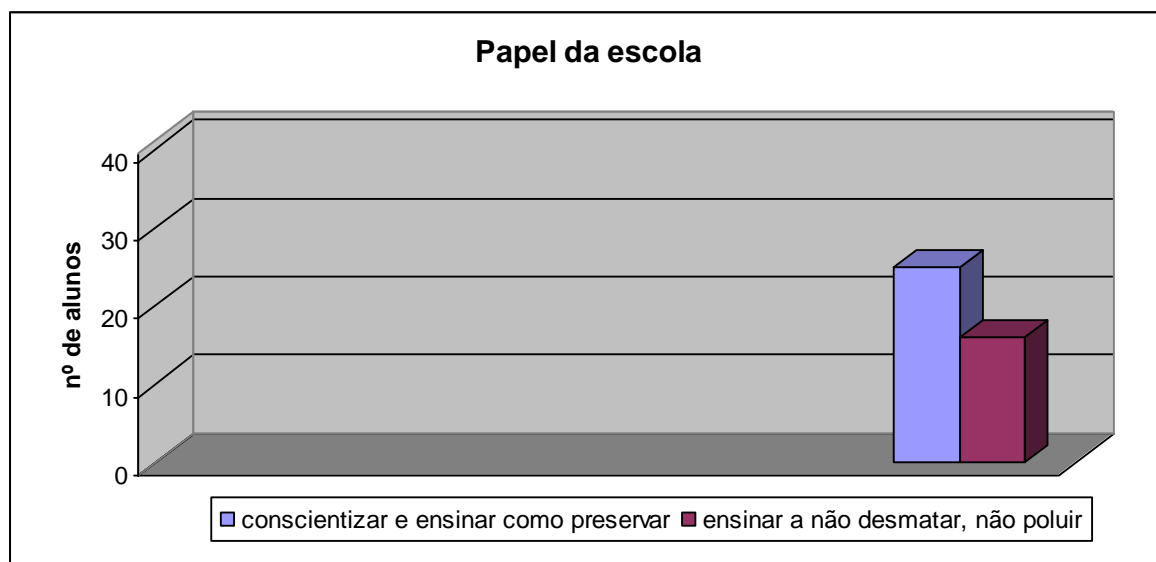 Papel da escola
nº de alunos
40
30
20
10
0
conscientizar e ensinar como preservar
ensinar a não desmatar, não poluir